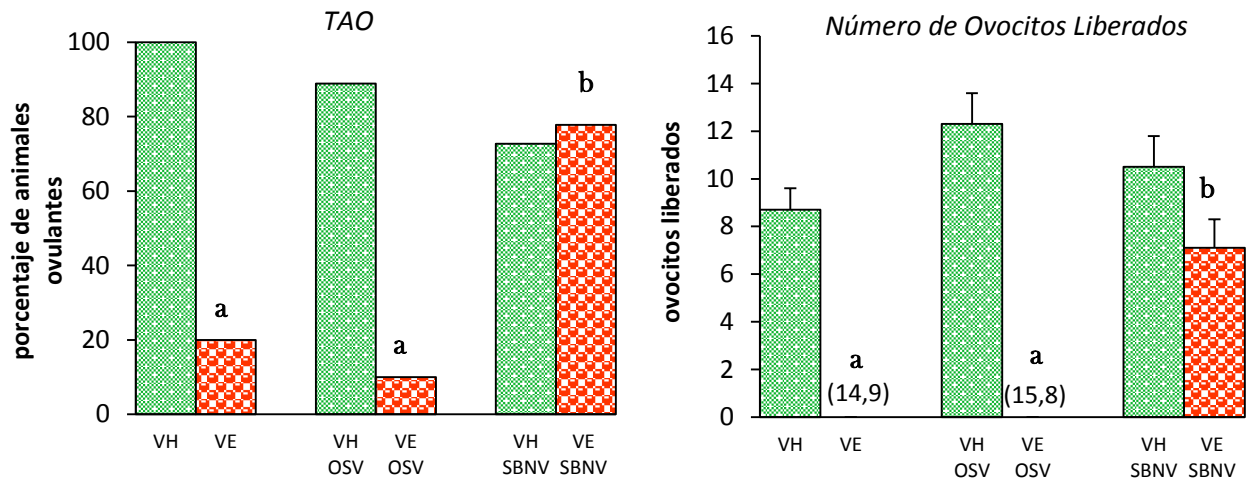 TAO
porcentaje de animales
ovulantes
100
80
60
40
20
0
a
a
b
VH
VE
VH
OSV
VE
OSV
VH
SBNV
VE
SBNV
Número de Ovocitos Liberados
ovocitos liberados
16
14
12
10
8
6
4
2
0
a
(14,9)
a
(15,8)
b
VH
VE
VH
OSV
VE
OSV
VH
SBNV
VE
SBNV